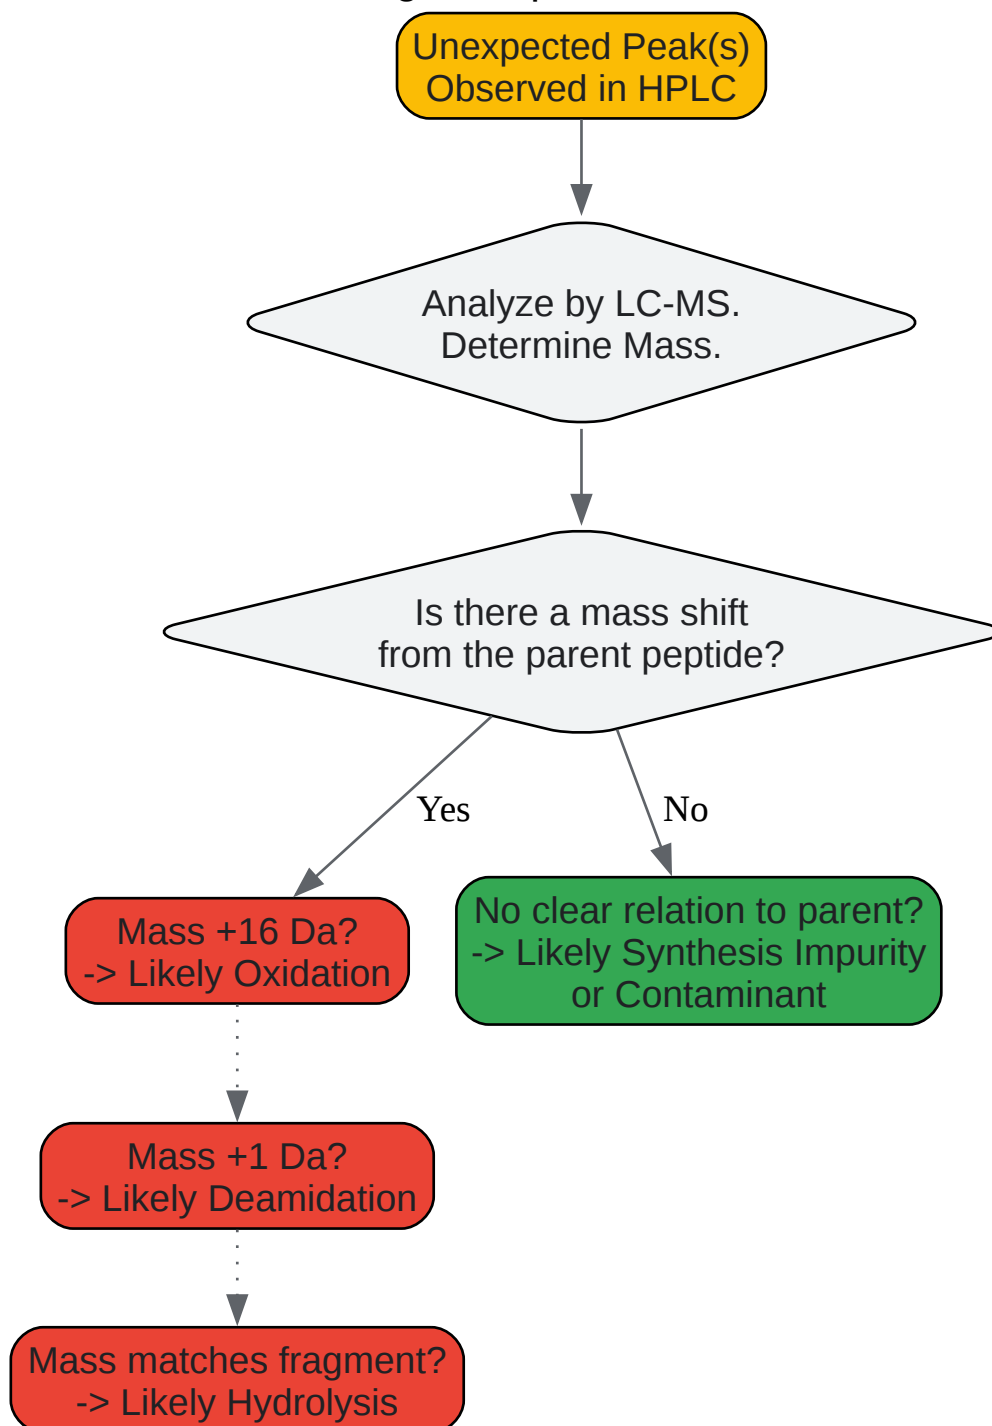 Unexpected Peak(s)
Observed in HPLC
Analyze by LC-MS.
Determine Mass.
Is there a mass shift
from the parent peptide?
Yes
No
Mass +16 Da?
-> Likely Oxidation
No clear relation to parent?
-> Likely Synthesis Impurity
or Contaminant
Mass +1 Da?
-> Likely Deamidation
Mass matches fragment?
-> Likely Hydrolysis